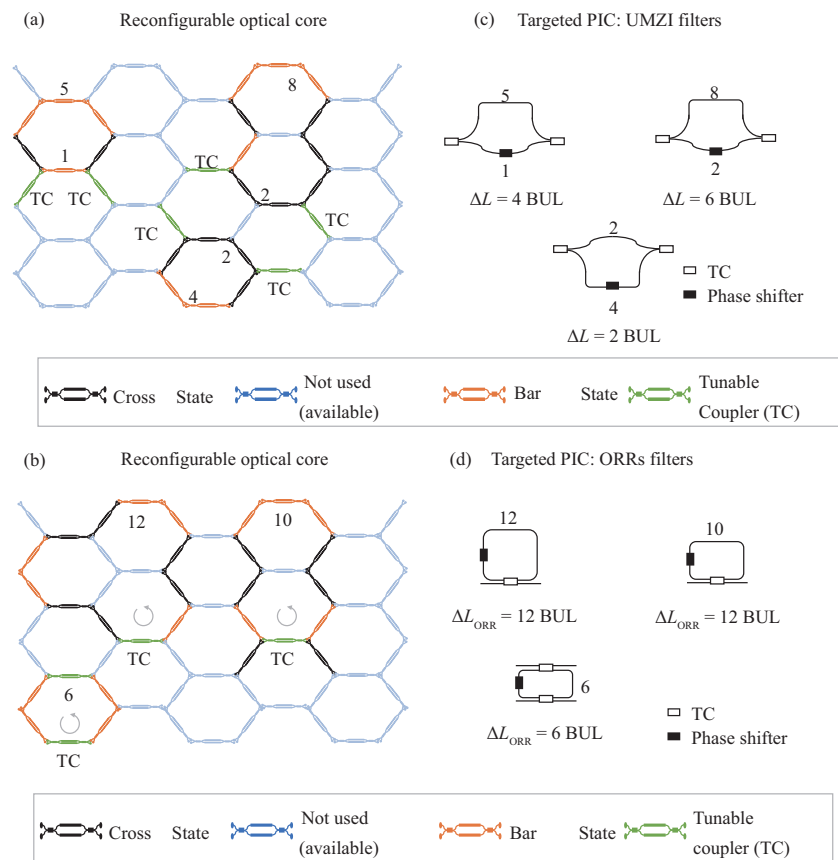 (a) Reconfigurable optical core
5
8
1
TC
TC TC
2
TC
TC
2
4
TC
(c) Targeted PIC: UMZI filters
5
1
ΔL = 4 BUL
8
2
ΔL = 6 BUL
2
4
ΔL = 2 BUL
TC
Phase shifter
Cross State Not used (available) Bar State Tunable Coupler (TC)
(b) Reconfigurable optical core
12
10
TC
TC
6
TC
(d) Targeted PIC: ORRs filters
12
ΔL_ORR = 12 BUL
10
ΔL_ORR = 12 BUL
6
ΔL_ORR = 6 BUL
TC
Phase shifter
Cross State Not used (available) Bar State Tunable coupler (TC)